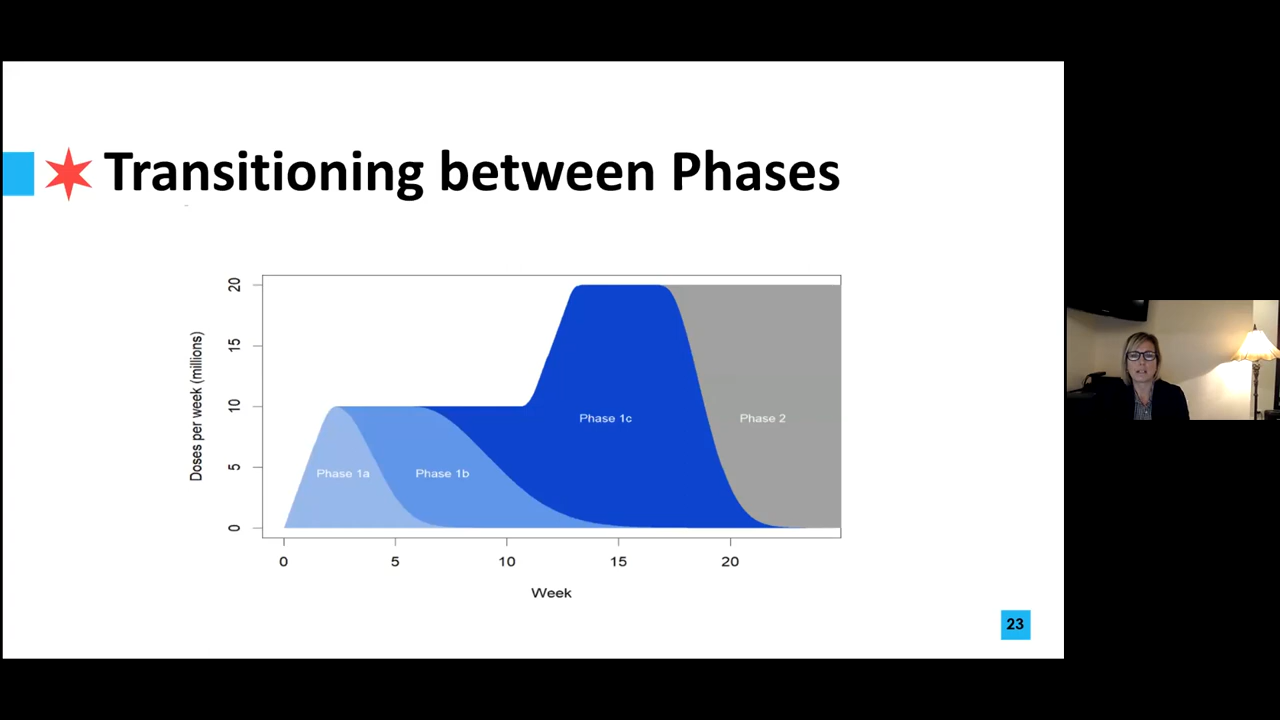 Transitioning between Phases
Doses per week (millions)
20
15
10
5
0
Phase 1a
Phase 1b
Phase 1c
Phase 2
0 5 10 15 20
Week
23